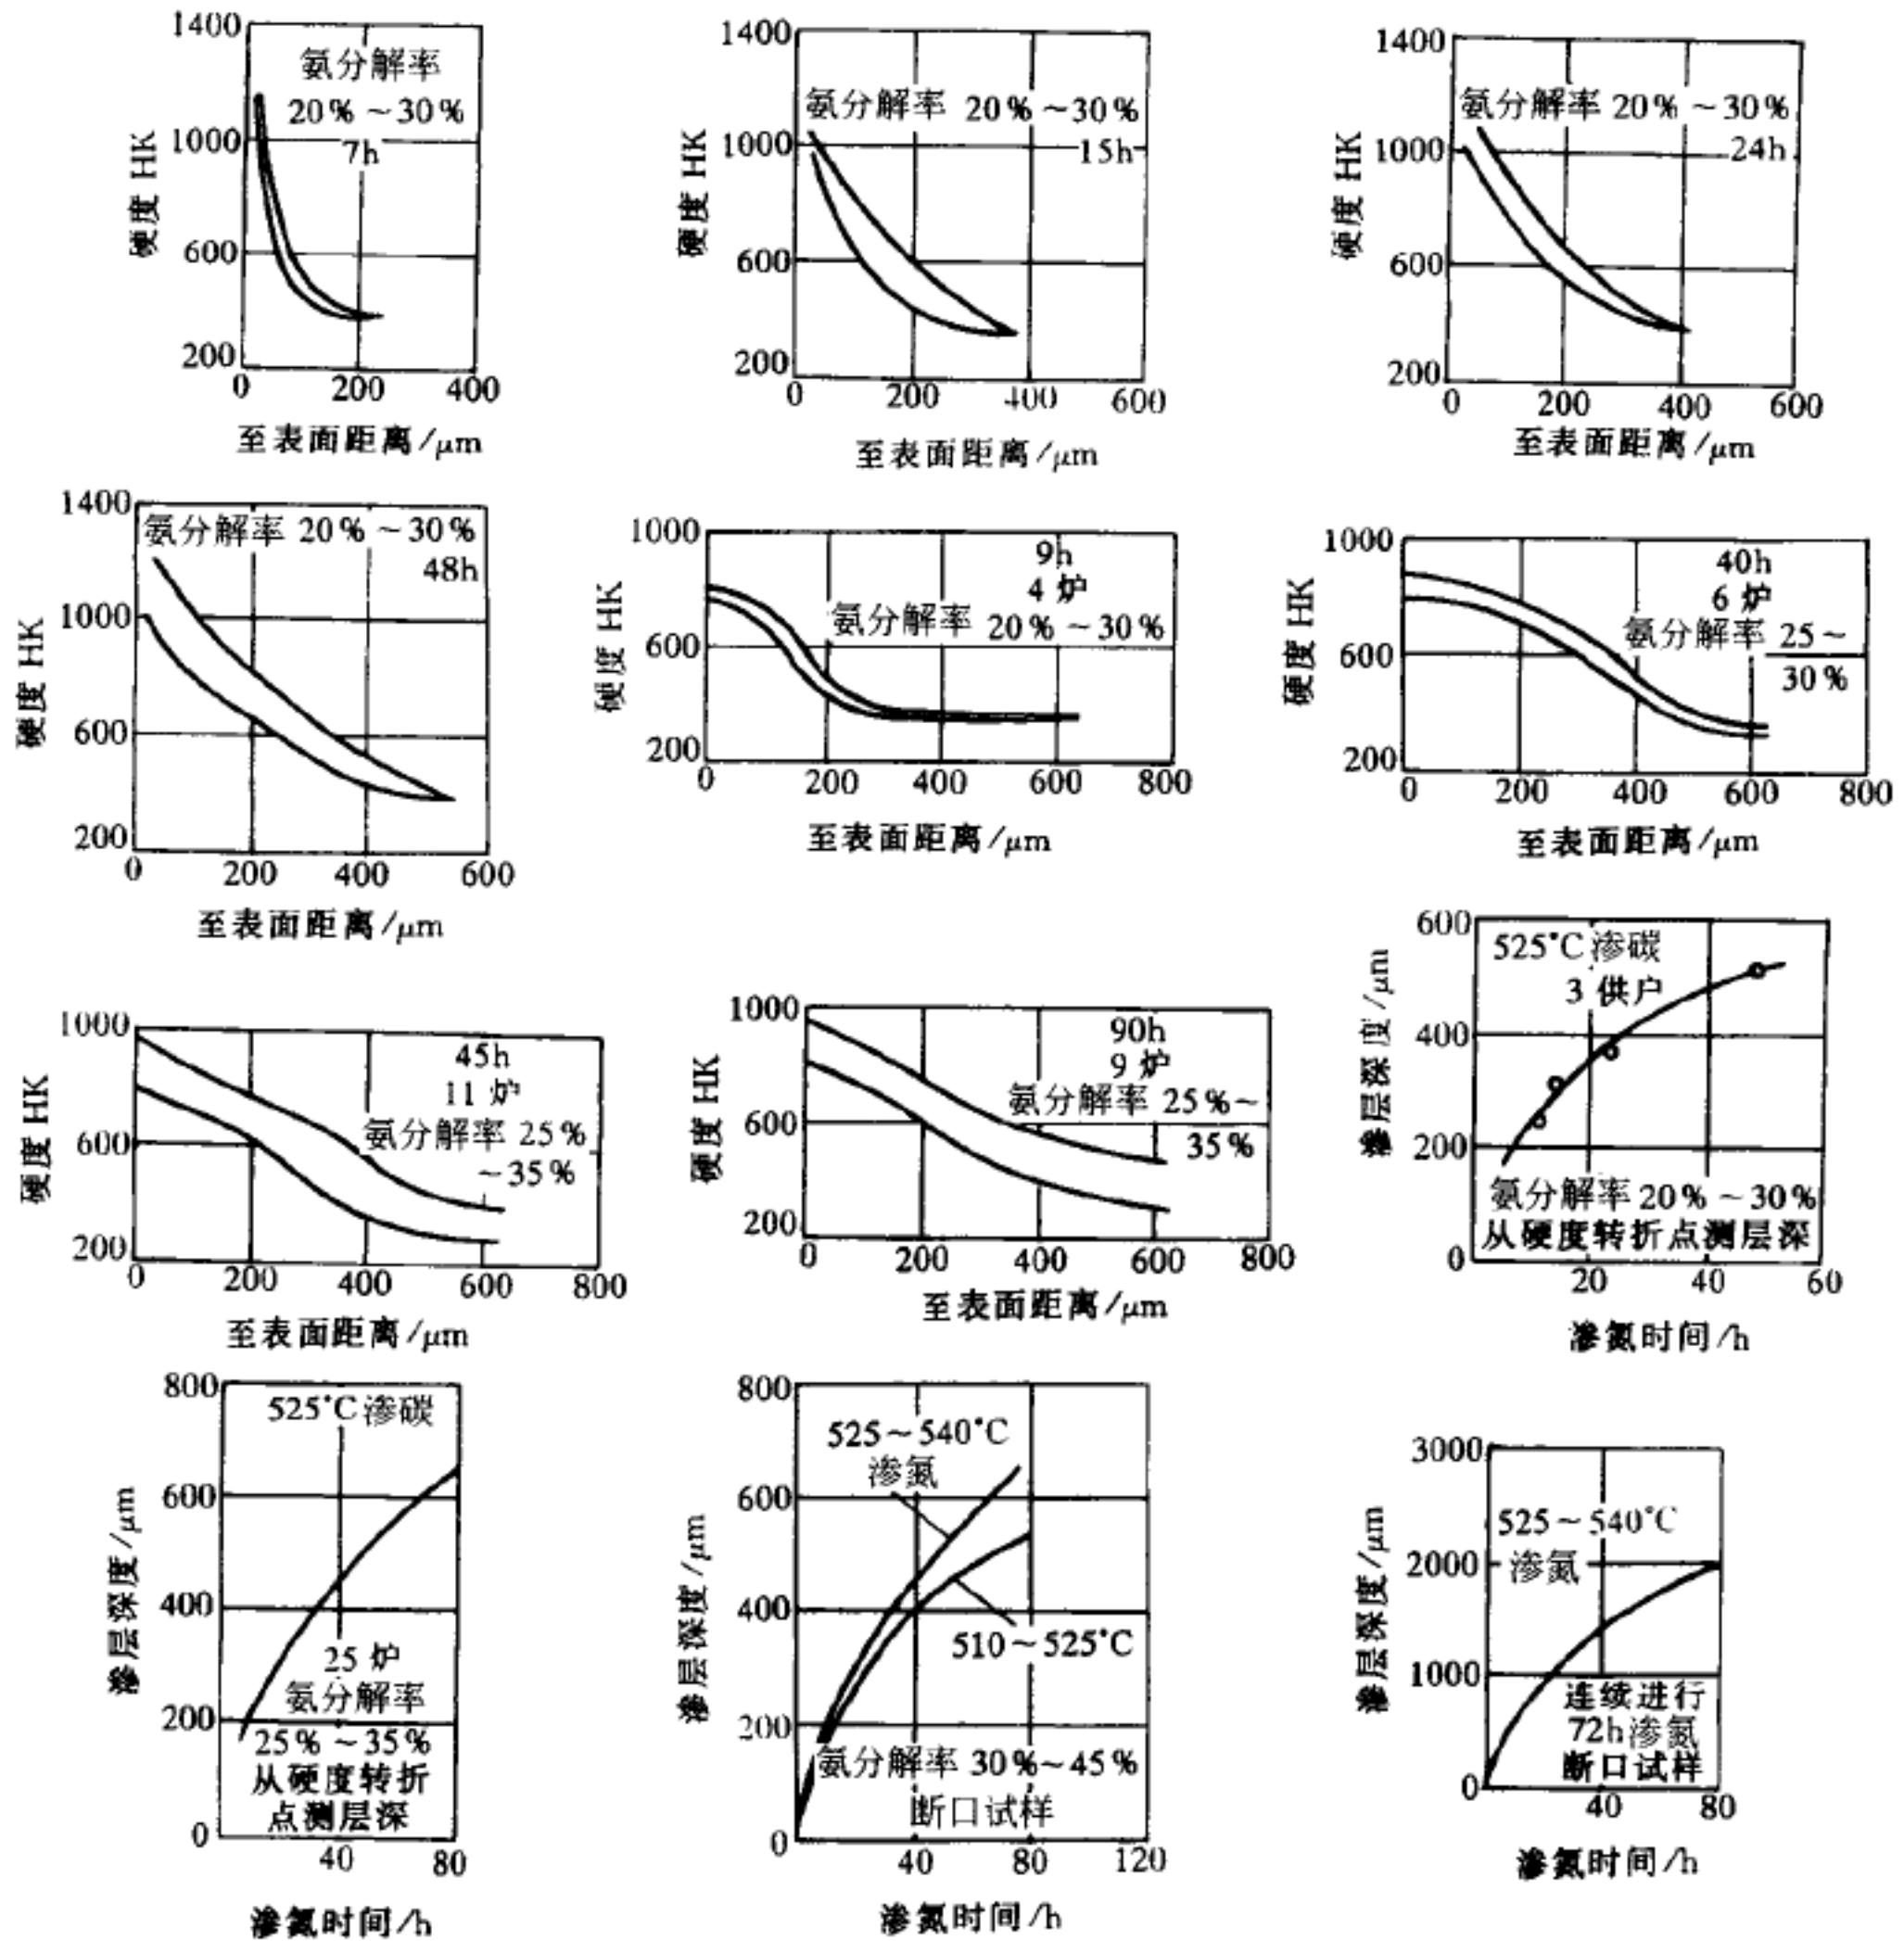 1400
氨分解率
20%~30%
7h
1000
600
200
0
200
400
硬度 HK
至表面距离/μm
1400
氨分解率 20%~30%
15h
1000
600
200
0
200
400
600
硬度 HK
至表面距离/μm
1400
氨分解率 20%~30%
24h
1000
600
200
0
200
400
600
硬度 HK
至表面距离/μm
1400
氨分解率 20%~30%
48h
1000
600
200
0
200
400
600
硬度 HK
至表面距离/μm
1000
9h
4 炉
氨分解率 20%~30%
600
200
0
200
400
600
800
硬度 HK
至表面距离/μm
1000
40h
6 炉
氨分解率 25~
30%
600
200
0
200
400
600
800
硬度 HK
至表面距离/μm
1000
45h
11 炉
氨分解率 25%
~35%
600
200
0
200
400
600
800
硬度 HK
至表面距离/μm
1000
90h
9 炉
氨分解率 25%~
35%
600
200
0
200
400
600
800
硬度 HK
至表面距离/μm
600
525°C渗碳
3 供户
400
200
氨分解率 20%~30%
从硬度转折点测层深
0
20
40
60
渗层深度/μm
渗氮时间/h
800
525°C渗碳
600
400
25 炉
氨分解率
200
25%~35%
从硬度转折
点测层深
0
40
80
渗层深度/μm
渗氮时间/h
800
525~540°C
渗氮
600
400
510~525°C
200
氨分解率 30%~45%
断口试样
0
40
80
120
渗层深度/μm
渗氮时间/h
3000
525~540°C
2000
渗氮
1000
连续进行
72h渗氮
断口试样
0
40
80
渗层深度/μm
渗氮时间/h